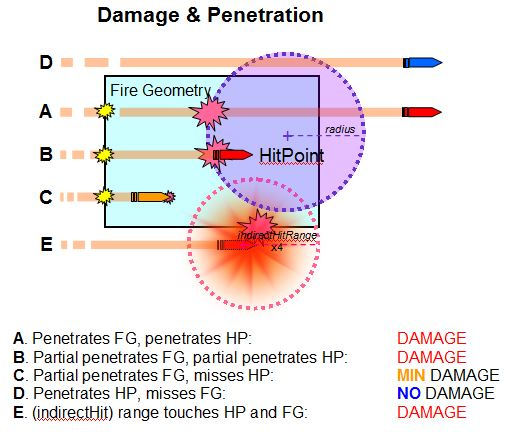 Damage & Penetration
D
Fire Geometry
A
radius
B
HitPoint
C
indirectHitRange
E
x4
A. Penetrates FG, penetrates HP: DAMAGE
B. Partial penetrates FG, partial penetrates HP: DAMAGE
C. Partial penetrates FG, misses HP: MIN DAMAGE
D. Penetrates HP, misses FG: NO DAMAGE
E. (indirectHit) range touches HP and FG: DAMAGE